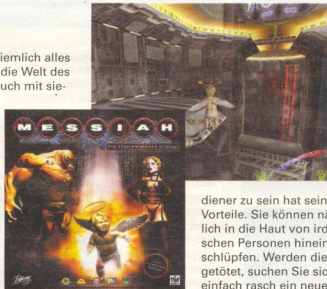 iemlich alles
die Welt des
uch mit sie-
MESSIAH
diener zu sein hat sein
Vorteile. Sie können nä
lich in die Haut von ird
schen Personen hinein
schlüpfen. Werden die
getötet, suchen Sie sic
einfach rasch ein neue